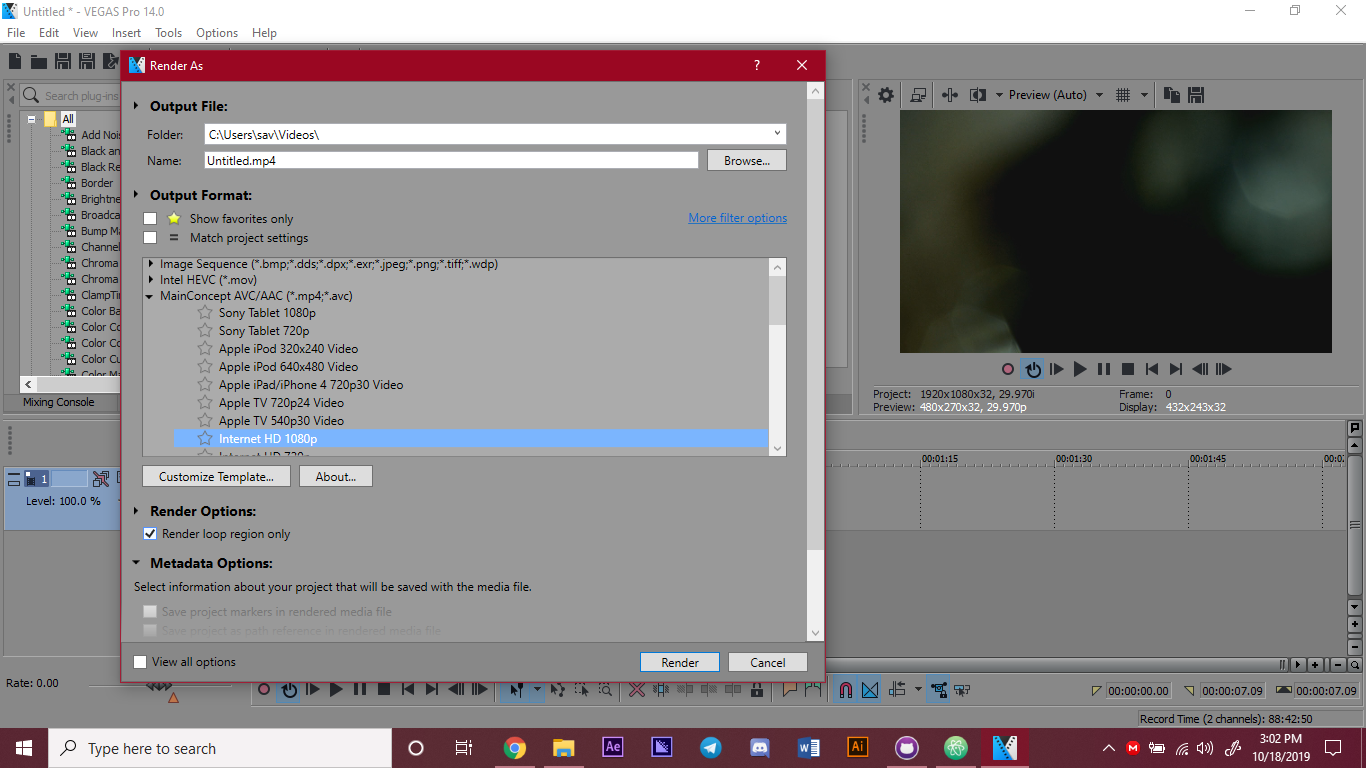 Untitled * - VEGAS Pro 14.0
File Edit View Insert Tools Options Help
Render As
?
Search plug-ins
All
Add Nois
Black an
Black Re
Border
Brightne
Broadca
Bump Ma
Channel
Chroma
Chroma
ClampTin
Color Ba
Color Co
Color Co
Color Cu
Color Ma
Mixing Console
Output File:
Folder: C:\Users\sav\Videos\
Name: Untitled.mp4 Browse...
Output Format:
Show favorites only More filter options
= Match project settings
Image Sequence (*.bmp;*.dds;*.dpx;*.exr;*.jpeg;*.png;*.tiff;*.wdp)
Intel HEVC (*.mov)
MainConcept AVC/AAC (*.mp4;*.avc)
Sony Tablet 1080p
Sony Tablet 720p
Apple iPod 320x240 Video
Apple iPod 640x480 Video
Apple iPad/iPhone 4 720p30 Video
Apple TV 720p24 Video
Apple TV 540p30 Video
Internet HD 1080p
Internet HD 720p
Customize Template... About...
Render Options:
Render loop region only
Metadata Options:
Select information about your project that will be saved with the media file.
Save project markers in rendered media file
Save project as path reference in rendered media file
View all options Render Cancel
Preview (Auto)
Project: 1920x1080x32, 29.970i Frame: 0
Preview: 480x270x32, 29.970p Display: 432x243x32
00:01:15 00:01:30 00:01:45 00:02
1
Level: 100.0 %
Rate: 0.00
00:00:00.00 00:00:07.09 00:00:07.09
Record Time (2 channels): 88:42:50
Type here to search
Ae
Ai
3:02 PM
10/18/2019